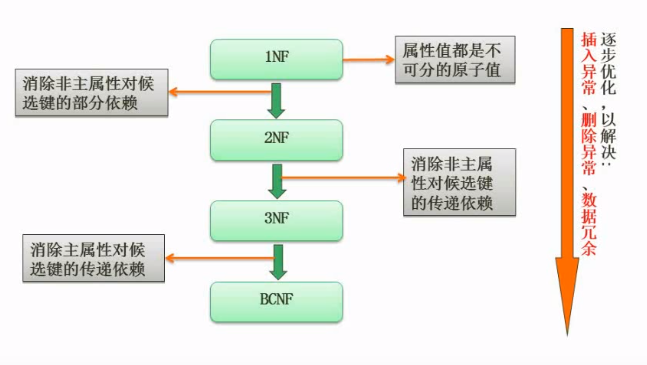 1NF
属性值都是不
可分的原子值
消除非主属性对候
选键的部分依赖
2NF
消除非主属
性对候选键
的传递依赖
3NF
消除主属性对候
选键的传递依赖
BCNF
逐步优化,以解决:
插入异常、删除异常、数据冗余